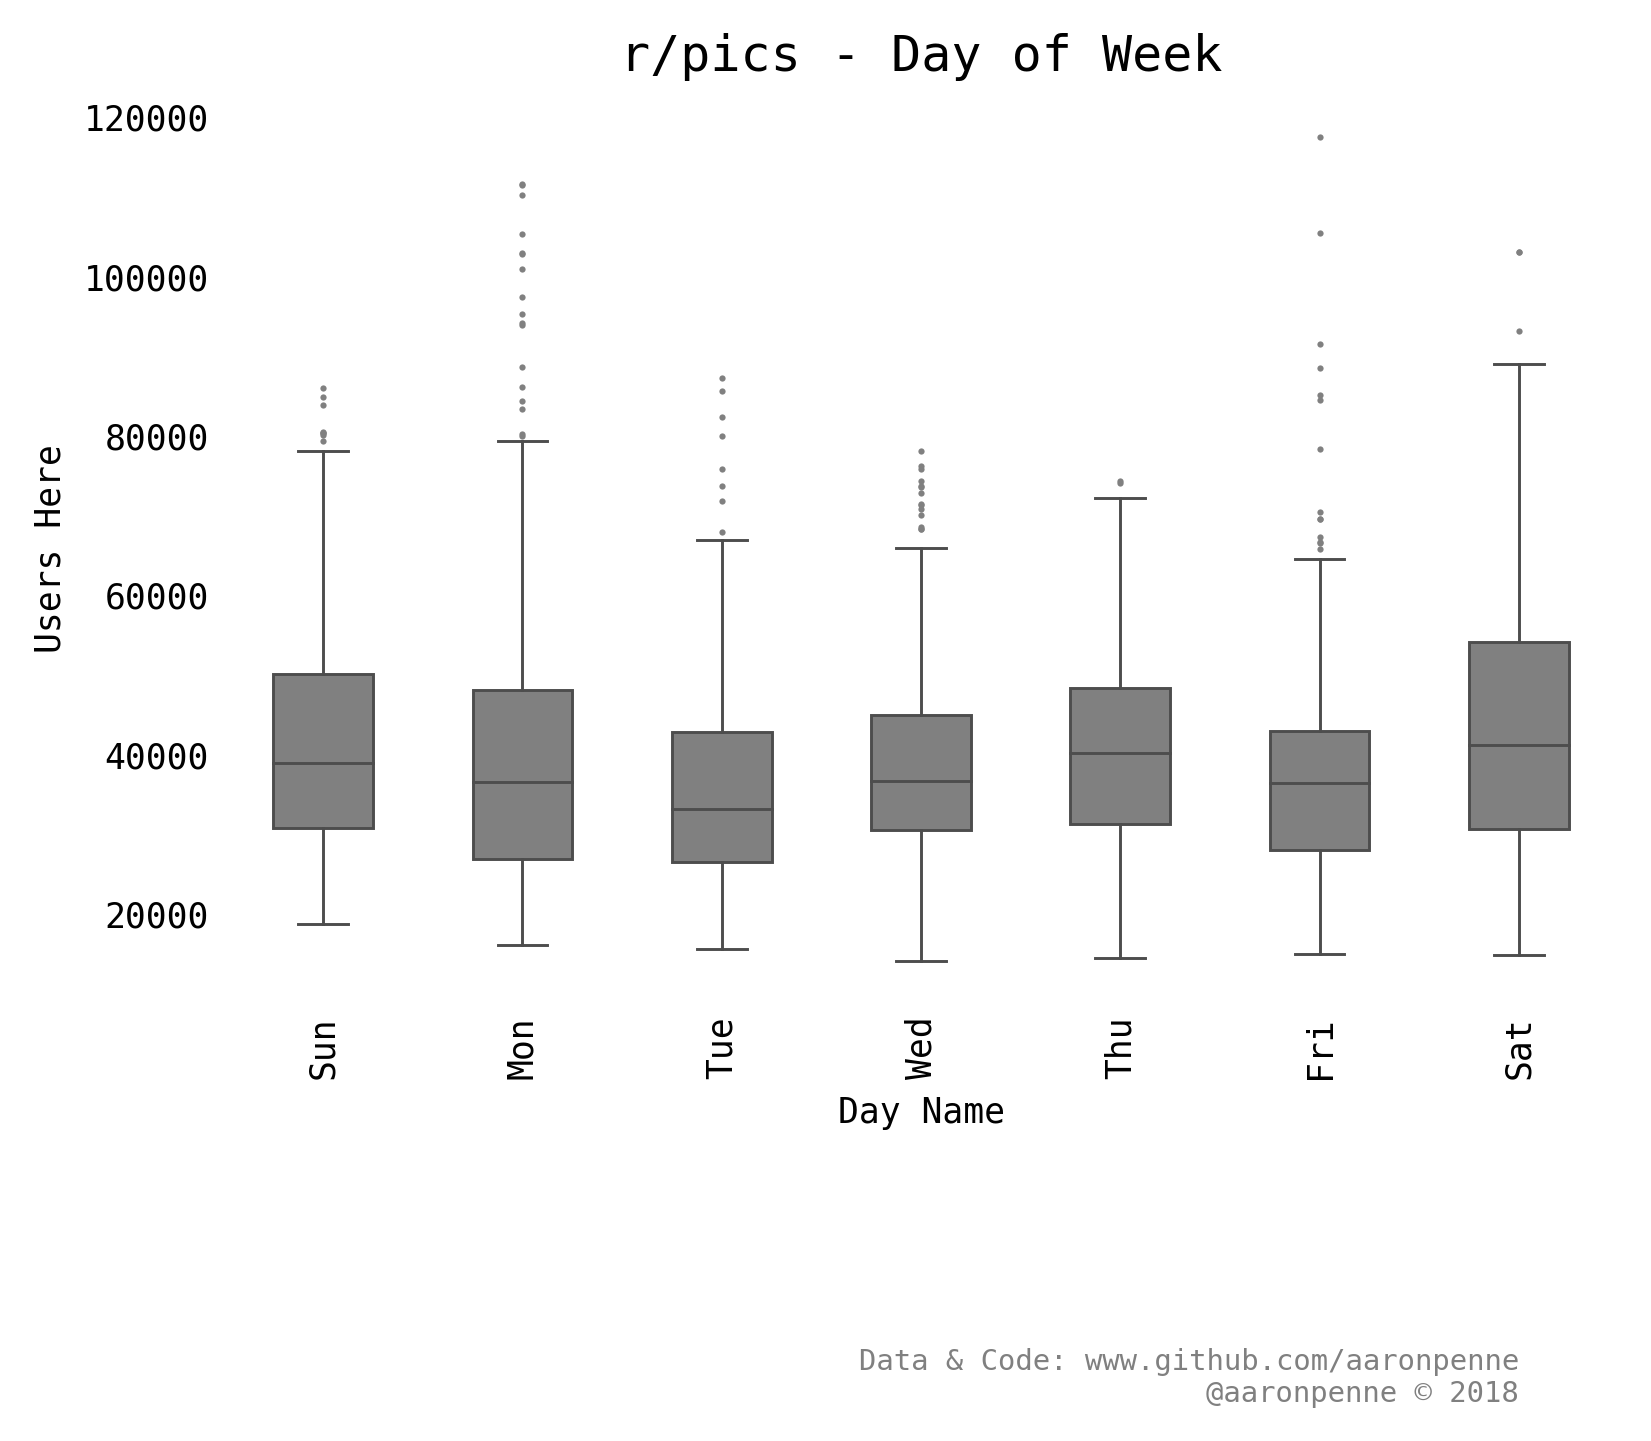 r/pics - Day of Week
120000
100000
80000
60000
40000
20000
Users Here
Sun
Mon
Tue
Wed
Thu
Fri
Sat
Day Name
Data & Code: www.github.com/aaronpenne
@aaronpenne © 2018